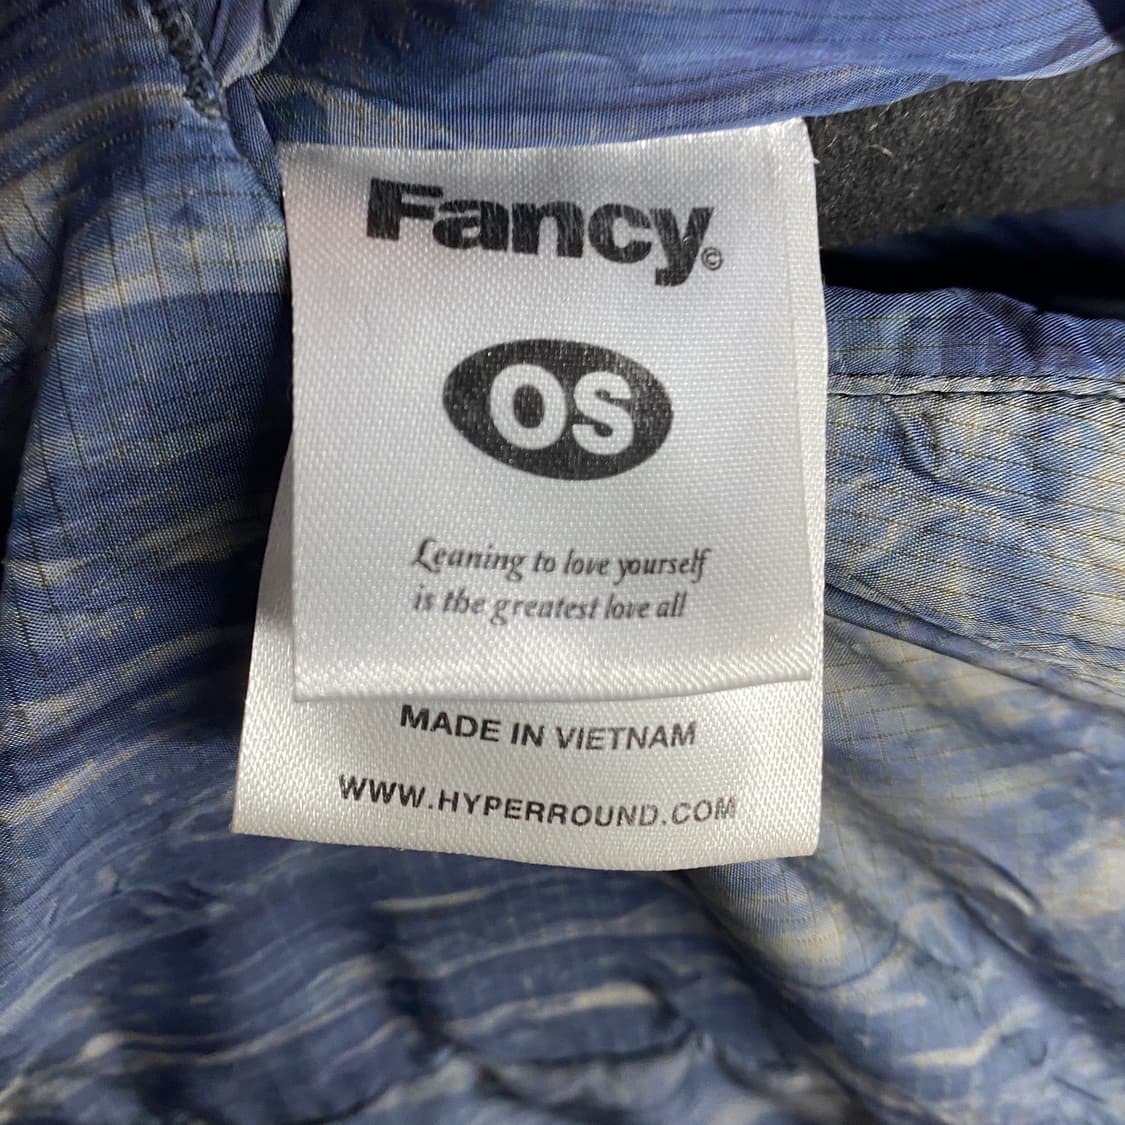 Fancy©
OS
Leaning to love yourself
is the greatest love all
MADE IN VIETNAM
WWW.HYPERROUND.COM